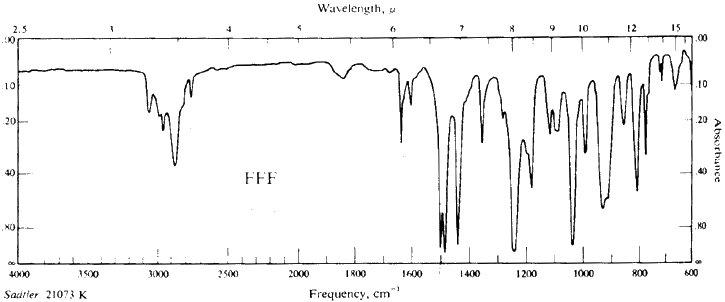 Wavelength, μ
2.5 3 4 5 6 7 8 9 10 12 15
.00 .00
.10 .10
.20 .20
.40 .40
.80 .80
∞ ∞
Absorbance
FFF
4000 3500 3000 2500 2000 1800 1600 1400 1200 1000 800 600
Sadtler 21073 K Frequency, cm⁻¹